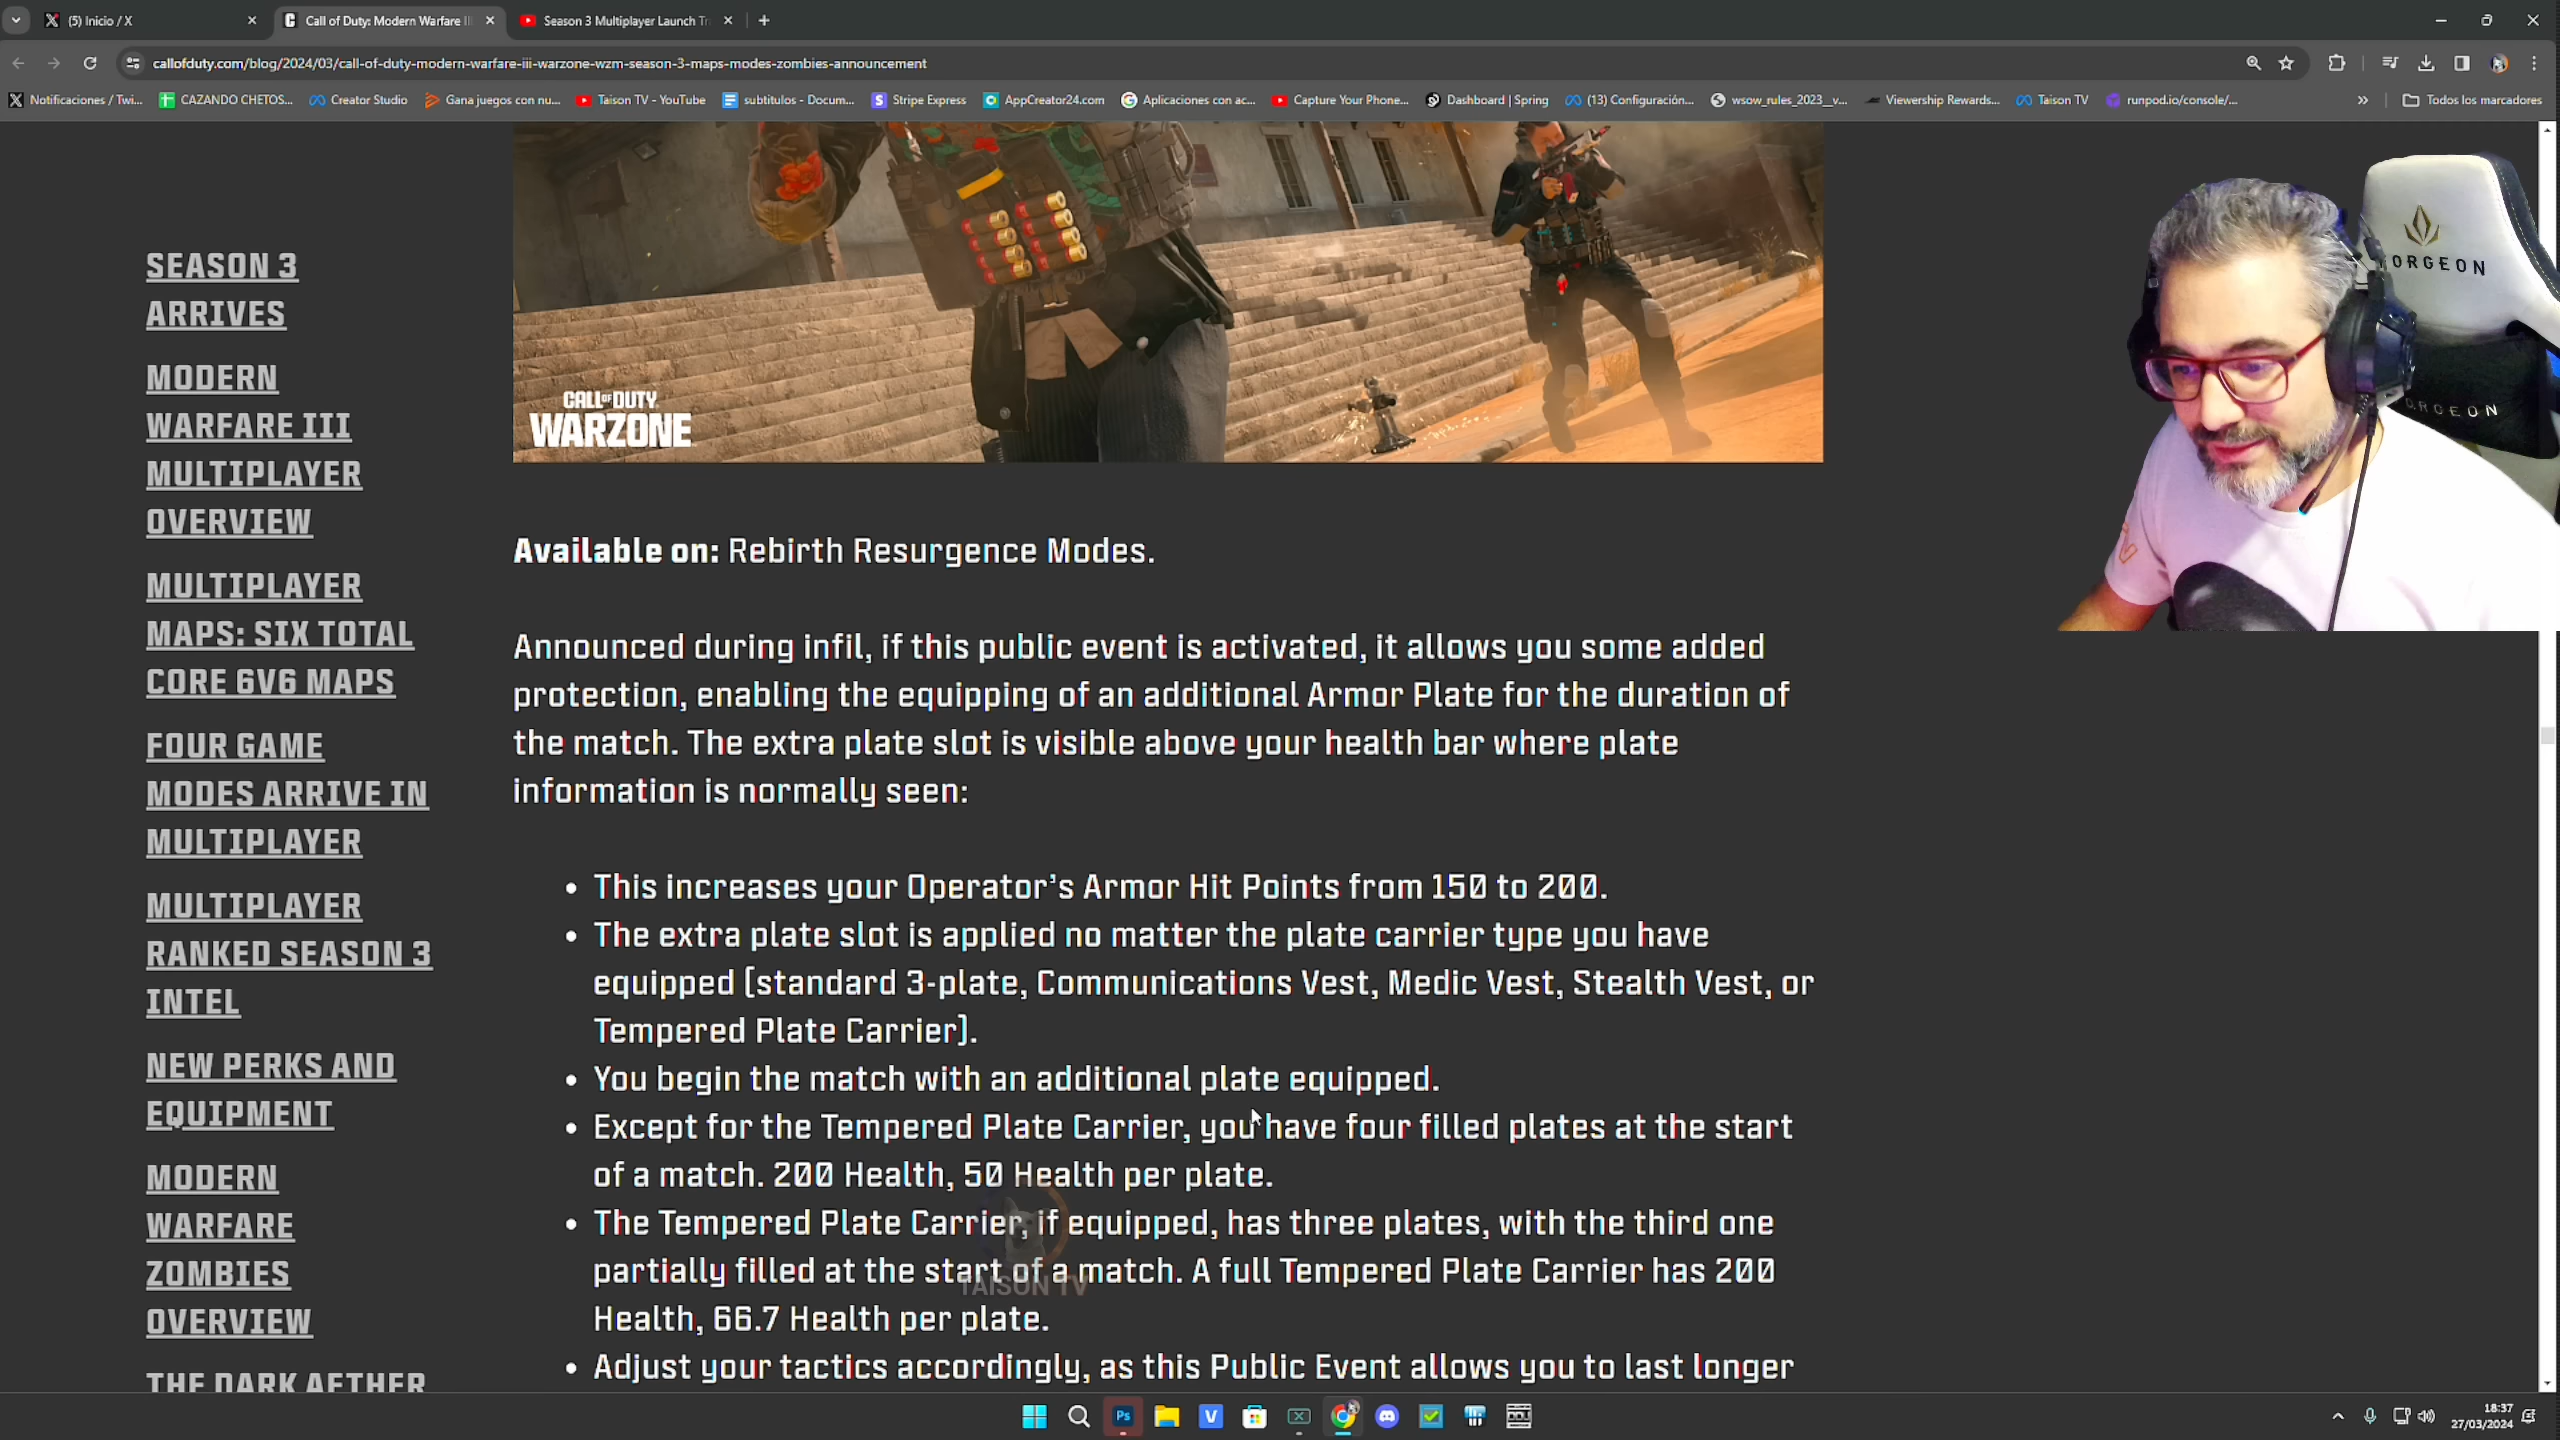 (5) Inicio / X
Call of Duty: Modern Warfare II
Season 3 Multiplayer Launch Tr
callofduty.com/blog/2024/03/call-of-duty-modern-warfare-iii-warzone-wzm-season-3-maps-modes-zombies-announcement
Notificaciones / Twi...
CAZANDO CHETOS...
Creator Studio
Gana juegos con nu...
Taison TV - YouTube
subtitulos - Docum...
Stripe Express
AppCreator24.com
Aplicaciones con ac...
Capture Your Phone...
Dashboard | Spring
(13) Configuración...
wsow_rules_2023__v...
Viewership Rewards...
Taison TV
runpod.io/console/...
Todos los marcadores
SEASON 3
ARRIVES
MODERN
WARFARE III
MULTIPLAYER
OVERVIEW
MULTIPLAYER
MAPS: SIX TOTAL
CORE 6V6 MAPS
FOUR GAME
MODES ARRIVE IN
MULTIPLAYER
MULTIPLAYER
RANKED SEASON 3
INTEL
NEW PERKS AND
EQUIPMENT
MODERN
WARFARE
ZOMBIES
OVERVIEW
THE DARK AETHER
CALL OF DUTY
WARZONE
ORGEON
ORGEON
Available on: Rebirth Resurgence Modes.
Announced during infil, if this public event is activated, it allows you some added
protection, enabling the equipping of an additional Armor Plate for the duration of
the match. The extra plate slot is visible above your health bar where plate
information is normally seen:
• This increases your Operator's Armor Hit Points from 150 to 200.
• The extra plate slot is applied no matter the plate carrier type you have
equipped [standard 3-plate, Communications Vest, Medic Vest, Stealth Vest, or
Tempered Plate Carrier].
• You begin the match with an additional plate equipped.
• Except for the Tempered Plate Carrier, you have four filled plates at the start
of a match. 200 Health, 50 Health per plate.
• The Tempered Plate Carrier, if equipped, has three plates, with the third one
partially filled at the start of a match. A full Tempered Plate Carrier has 200
Health, 66.7 Health per plate.
• Adjust your tactics accordingly, as this Public Event allows you to last longer
TAISON TV
Ps
V
18:37
27/03/2024